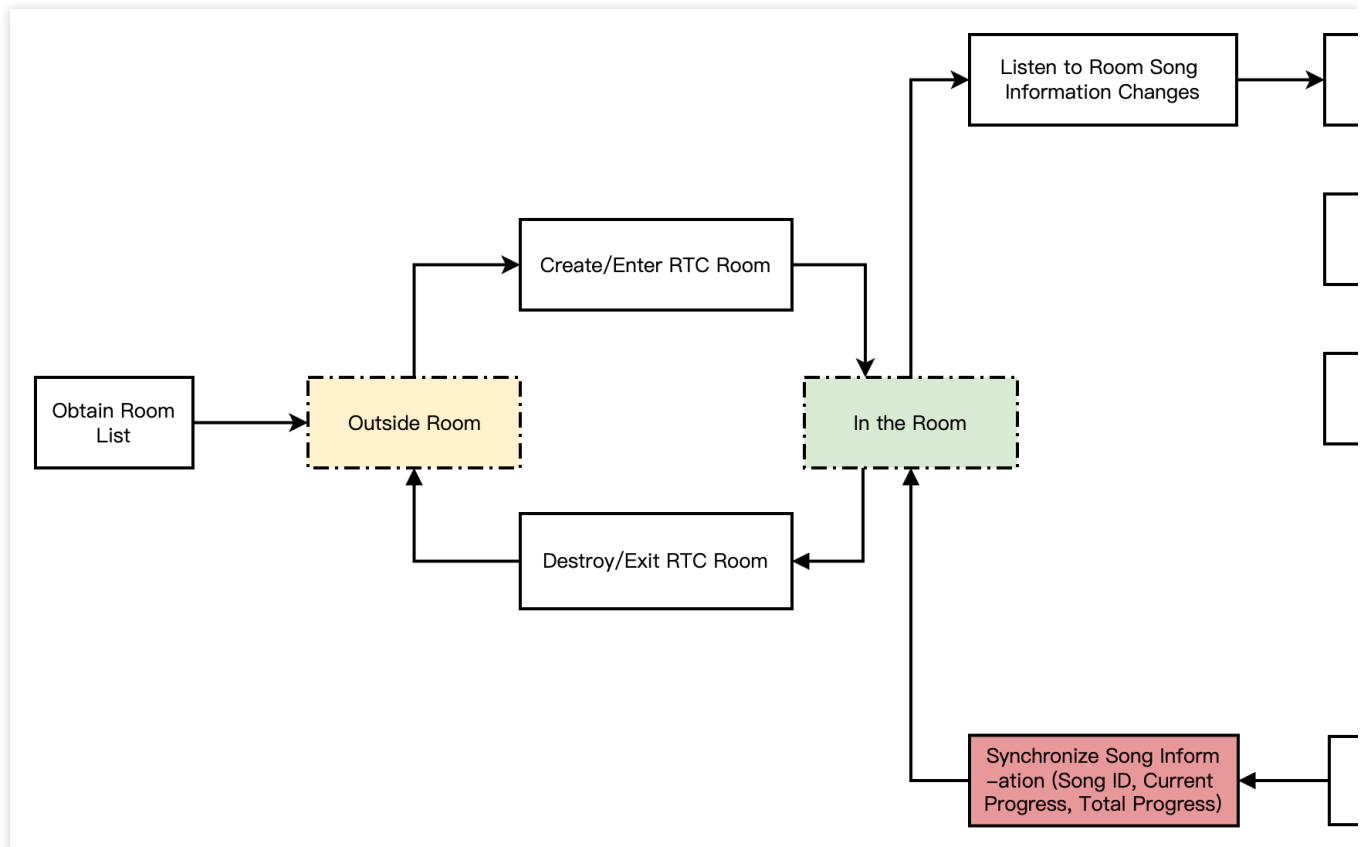 Listen to Room Song
Information Changes
Create/Enter RTC Room
Obtain Room
List
Outside Room
In the Room
Destroy/Exit RTC Room
Synchronize Song Inform
-ation (Song ID, Current
Progress, Total Progress)